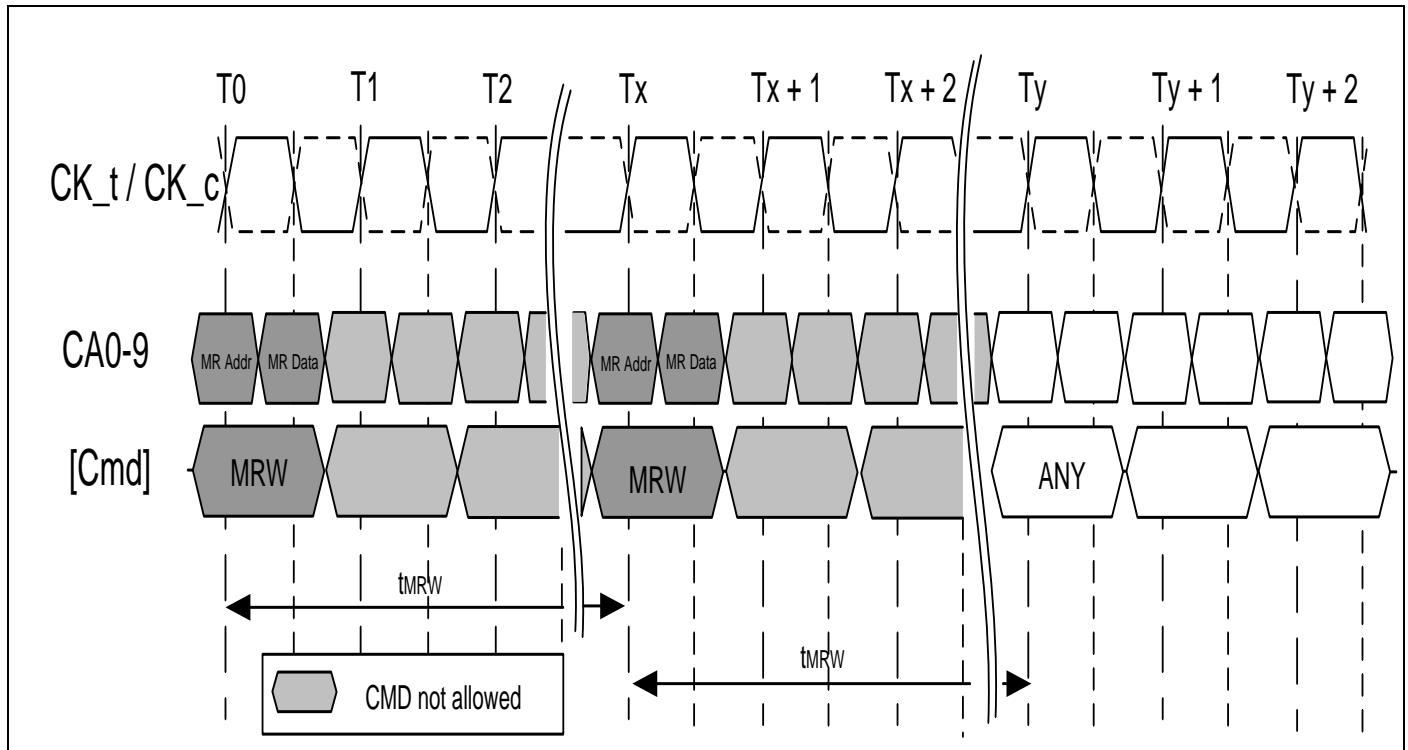 T0 T1 T2 Tx Tx + 1 Tx + 2 Ty Ty + 1 Ty + 2
CK_t / CK_c
CA0-9 MR Addr MR Data MR Addr MR Data
[Cmd] MRW MRW ANY
tMRW
tMRW
CMD not allowed